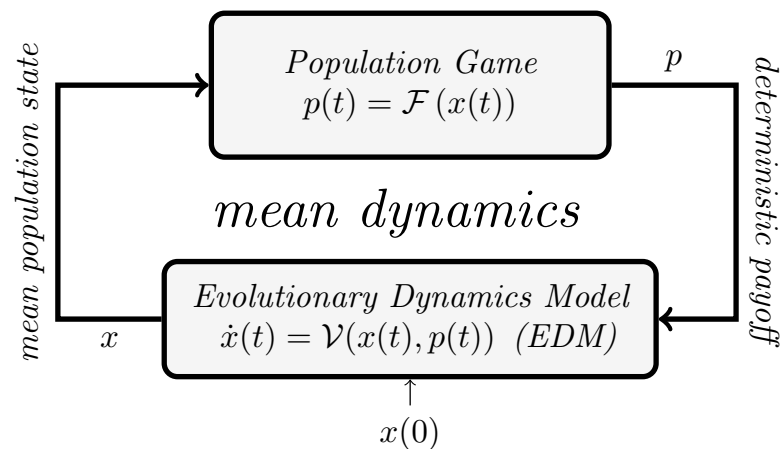 Population Game
p(t) = F (x(t))
p
mean population state
deterministic payoff
mean dynamics
Evolutionary Dynamics Model
ẋ(t) = V(x(t), p(t)) (EDM)
x
x(0)